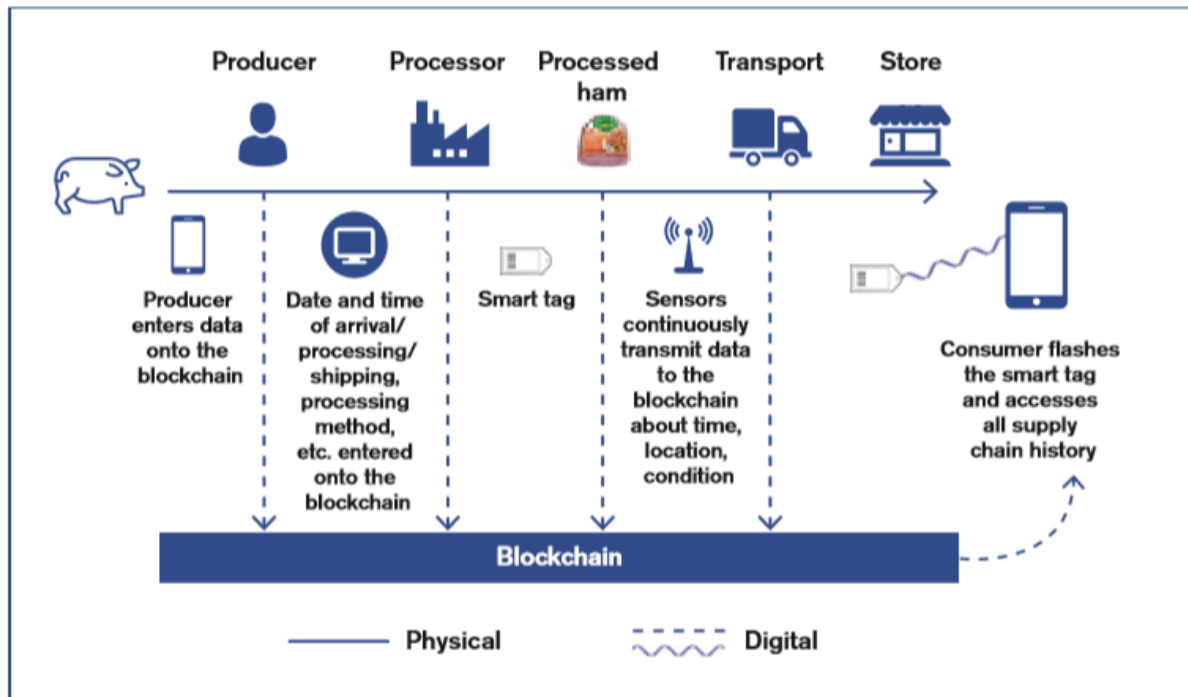 Producer
Processor
Processed
ham
Transport
Store
Producer
enters data
onto the
blockchain
Date and time
of arrival/
processing/
shipping,
processing
method,
etc. entered
onto the
blockchain
Smart tag
Sensors
continuously
transmit data
to the
blockchain
about time,
location,
condition
Consumer flashes
the smart tag
and accesses
all supply
chain history
Blockchain
Physical
Digital